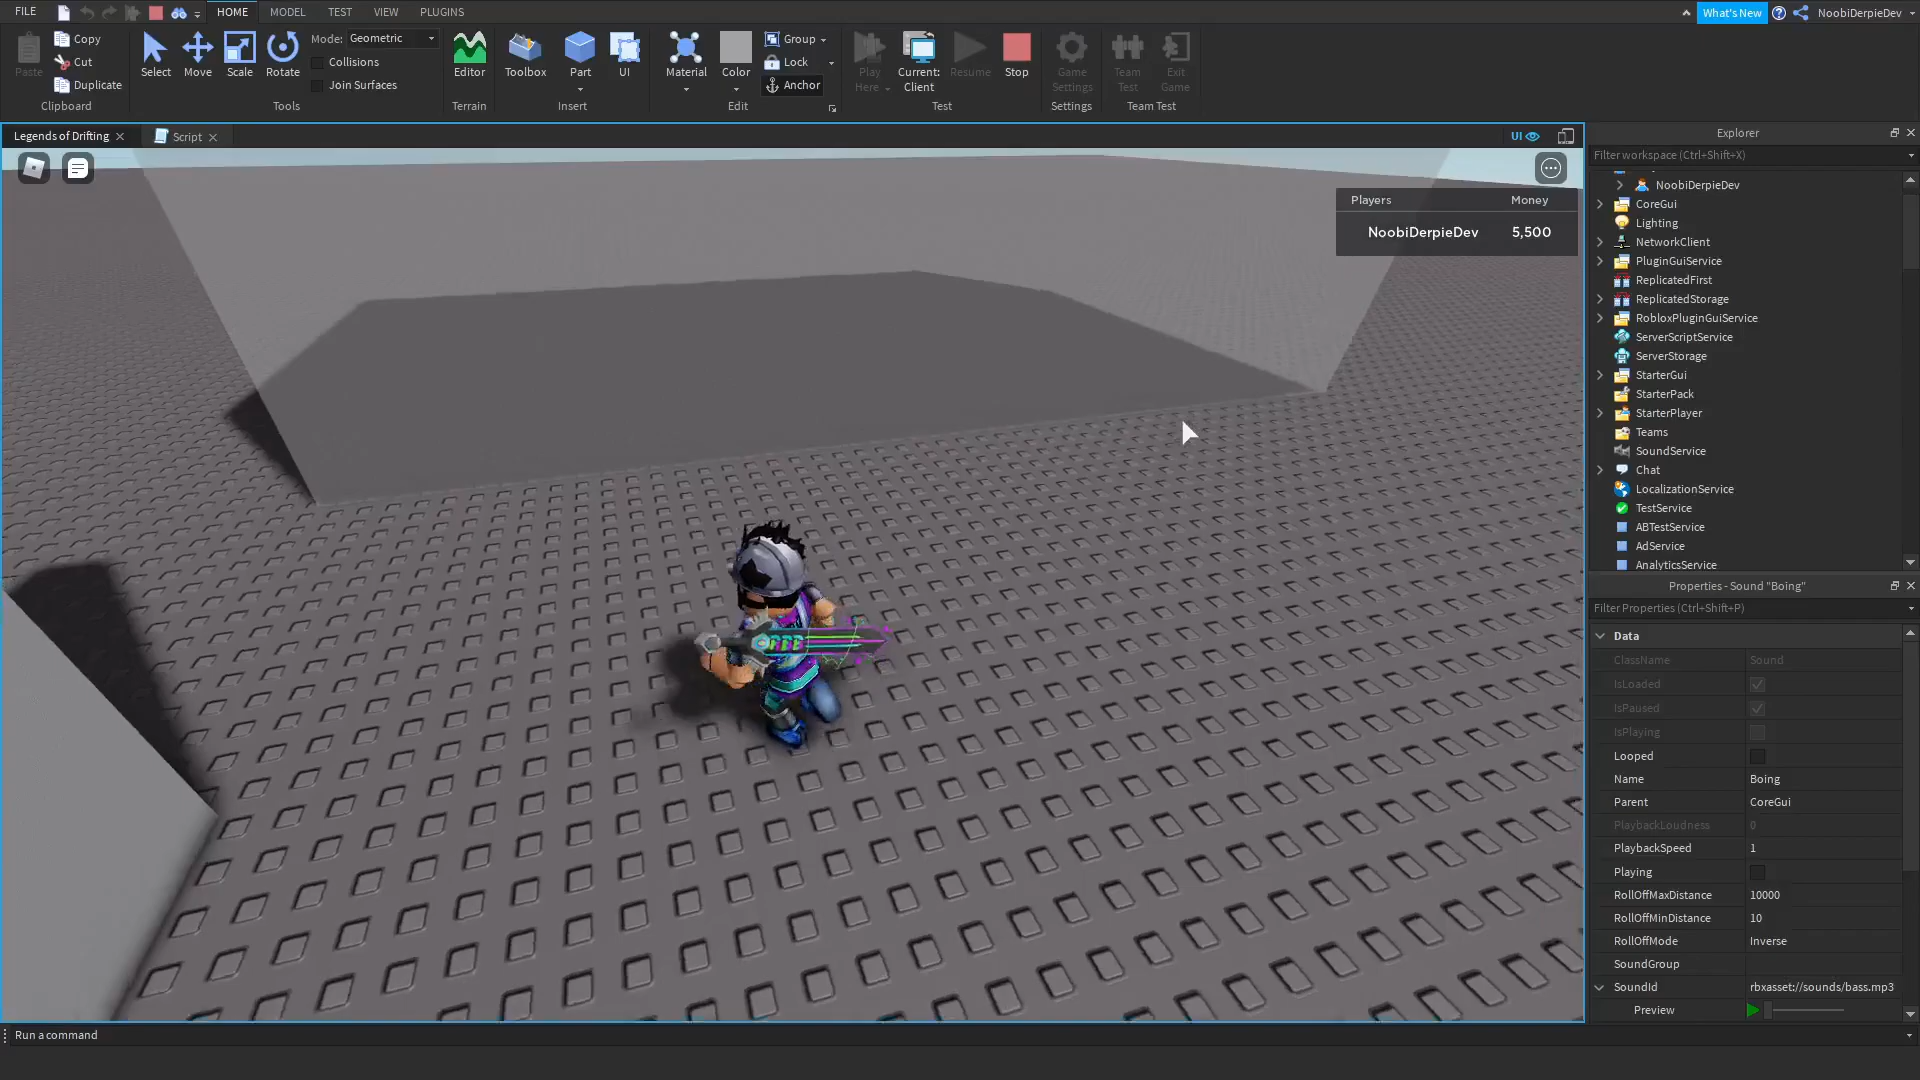 FILE HOME MODEL TEST VIEW PLUGINS What's New NoobiDerpieDev
Paste Copy Cut Duplicate Clipboard
Select Move Scale Rotate Mode: Geometric Collisions Join Surfaces Tools
Editor Terrain
Toolbox Part UI Insert
Material Color Group Lock Anchor Edit
Play Here Current: Client Resume Stop Test
Game Settings Settings
Team Test Exit Game Team Test
Legends of Drifting Script UI
Players Money
NoobiDerpieDev 5,500
Explorer
Filter workspace (Ctrl+Shift+X)
NoobiDerpieDev
CoreGui
Lighting
NetworkClient
PluginGuiService
ReplicatedFirst
ReplicatedStorage
RobloxPluginGuiService
ServerScriptService
ServerStorage
StarterGui
StarterPack
StarterPlayer
Teams
SoundService
Chat
LocalizationService
TestService
ABTestService
AdService
AnalyticsService
Properties - Sound "Boing"
Filter Properties (Ctrl+Shift+P)
Data
ClassName Sound
IsLoaded
IsPaused
IsPlaying
Looped
Name Boing
Parent CoreGui
PlaybackLoudness 0
PlaybackSpeed 1
Playing
RollOffMaxDistance 10000
RollOffMinDistance 10
RollOffMode Inverse
SoundGroup
SoundId rbxasset://sounds/bass.mp3
Preview
Run a command